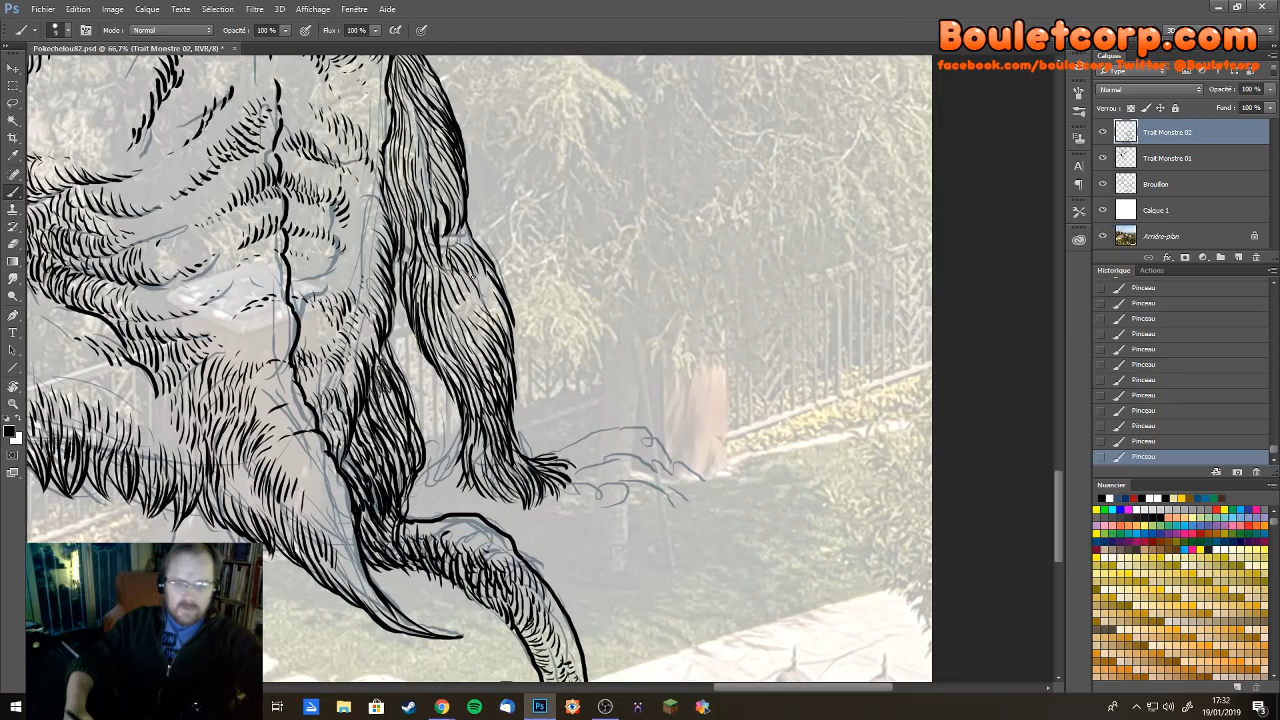 Ps Fichier Edition Image Calque Texte Sélection Filtre 3D Affichage Fenêtre Aide
Mode : Normal Opacité : 100 % Flux : 100 %
Pokechelou82.psd @ 66,7% (Trait Monstre 02, RVB/8) *
Bouletcorp.com
facebook.com/bouletcorp Twitter: @Bouletcorp
Calques
Type
Normal Opacité : 100 %
Verrou : Fond : 100 %
Trait Monstre 02
Trait Monstre 01
Brouillon
Calque 1
Arrière-plan
Historique Actions
Pinceau
Pinceau
Pinceau
Pinceau
Pinceau
Pinceau
Pinceau
Pinceau
Pinceau
Pinceau
Pinceau
Pinceau
Nuancier
Ps
17:32
19/01/2019